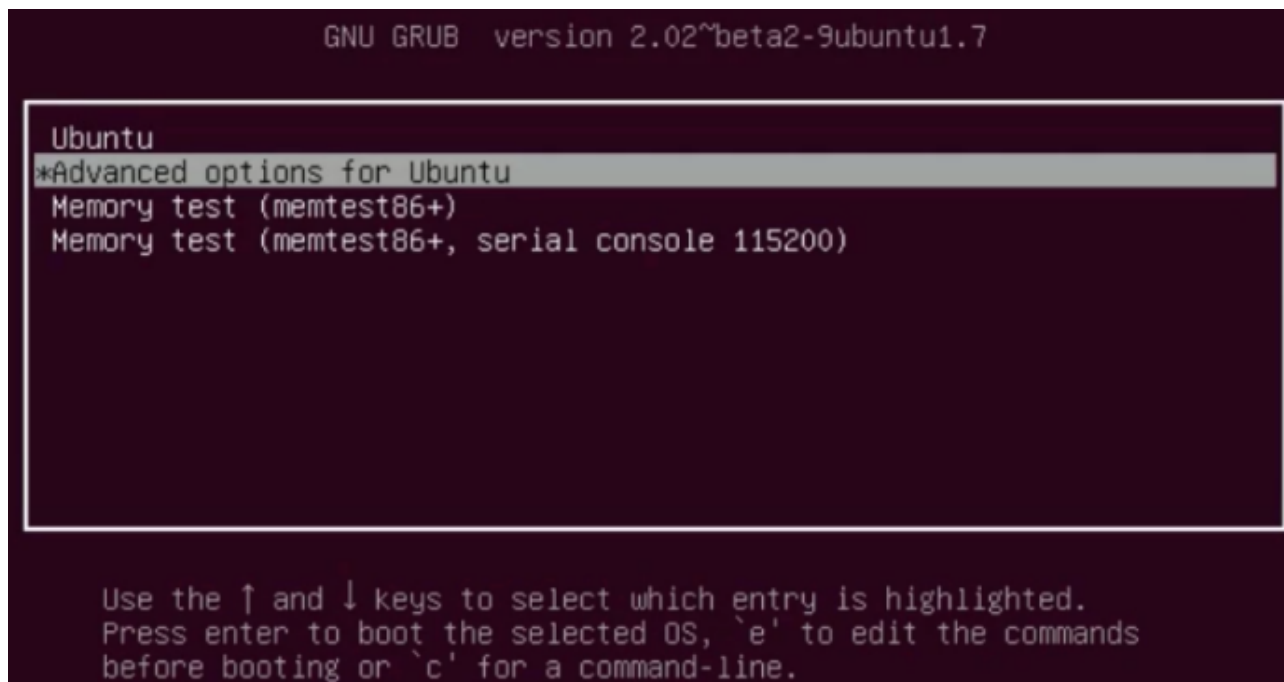 GNU GRUB version 2.02~beta2-9ubuntu1.7
Ubuntu
*Advanced options for Ubuntu
Memory test (memtest86+)
Memory test (memtest86+, serial console 115200)
Use the ↑ and ↓ keys to select which entry is highlighted.
Press enter to boot the selected OS, `e' to edit the commands
before booting or `c' for a command-line.